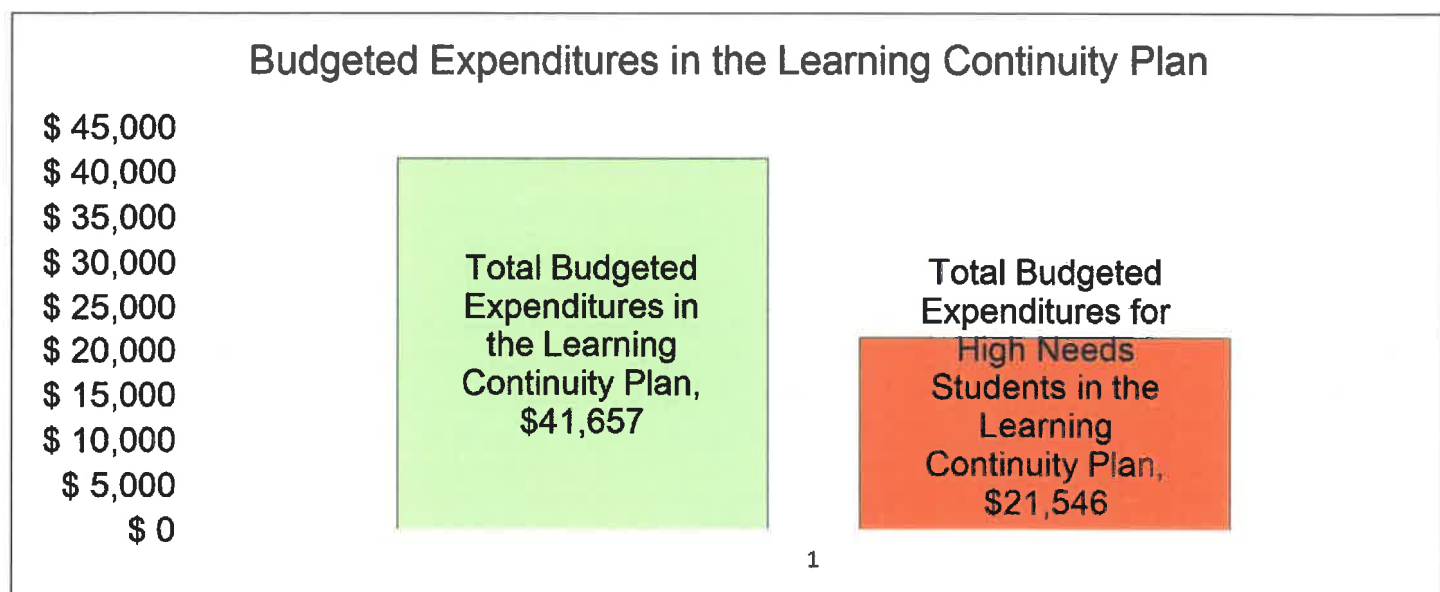 Budgeted Expenditures in the Learning Continuity Plan
$ 45,000
$ 40,000
$ 35,000
$ 30,000
$ 25,000
$ 20,000
$ 15,000
$ 10,000
$ 5,000
$ 0
Total Budgeted
Expenditures in
the Learning
Continuity Plan,
$41,657
Total Budgeted
Expenditures for
High Needs
Students in the
Learning
Continuity Plan,
$21,546
1